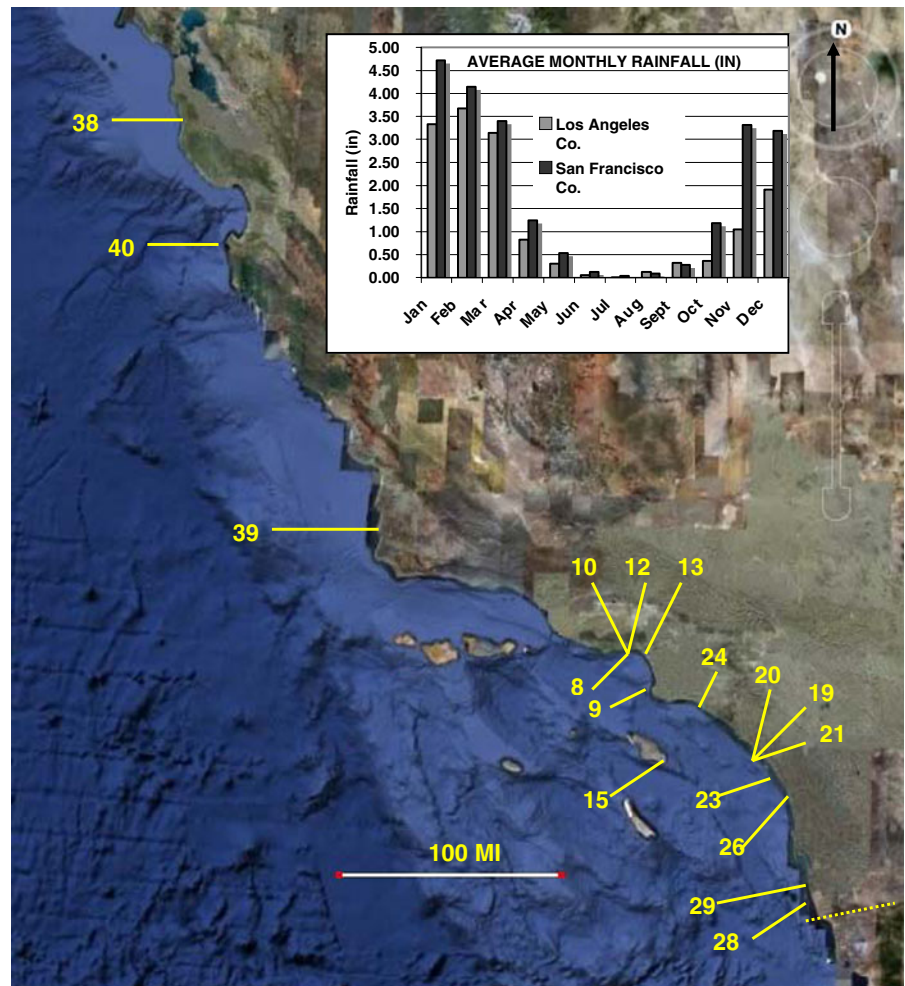 N
5.00
AVERAGE MONTHLY RAINFALL (IN)
4.50
4.00
3.50
3.00
2.50
2.00
1.50
1.00
0.50
0.00
Rainfall (in)
Los Angeles
Co.
San Francisco
Co.
Jan
Feb
Mar
Apr
May
Jun
Jul
Aug
Sept
Oct
Nov
Dec
38
40
39
10
12
13
8
9
24
20
19
21
15
23
26
100 MI
29
28